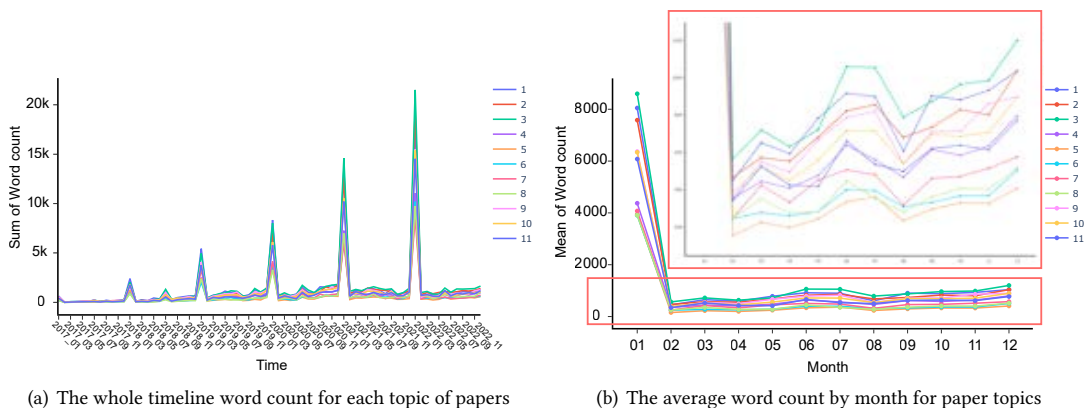 20k
15k
10k
5k
0
Sum of Word count
Time
1
2
3
4
5
6
7
8
9
10
11
(a) The whole timeline word count for each topic of papers
8000
6000
4000
2000
0
Mean of Word count
01 02 03 04 05 06 07 08 09 10 11 12
Month
1
2
3
4
5
6
7
8
9
10
11
(b) The average word count by month for paper topics